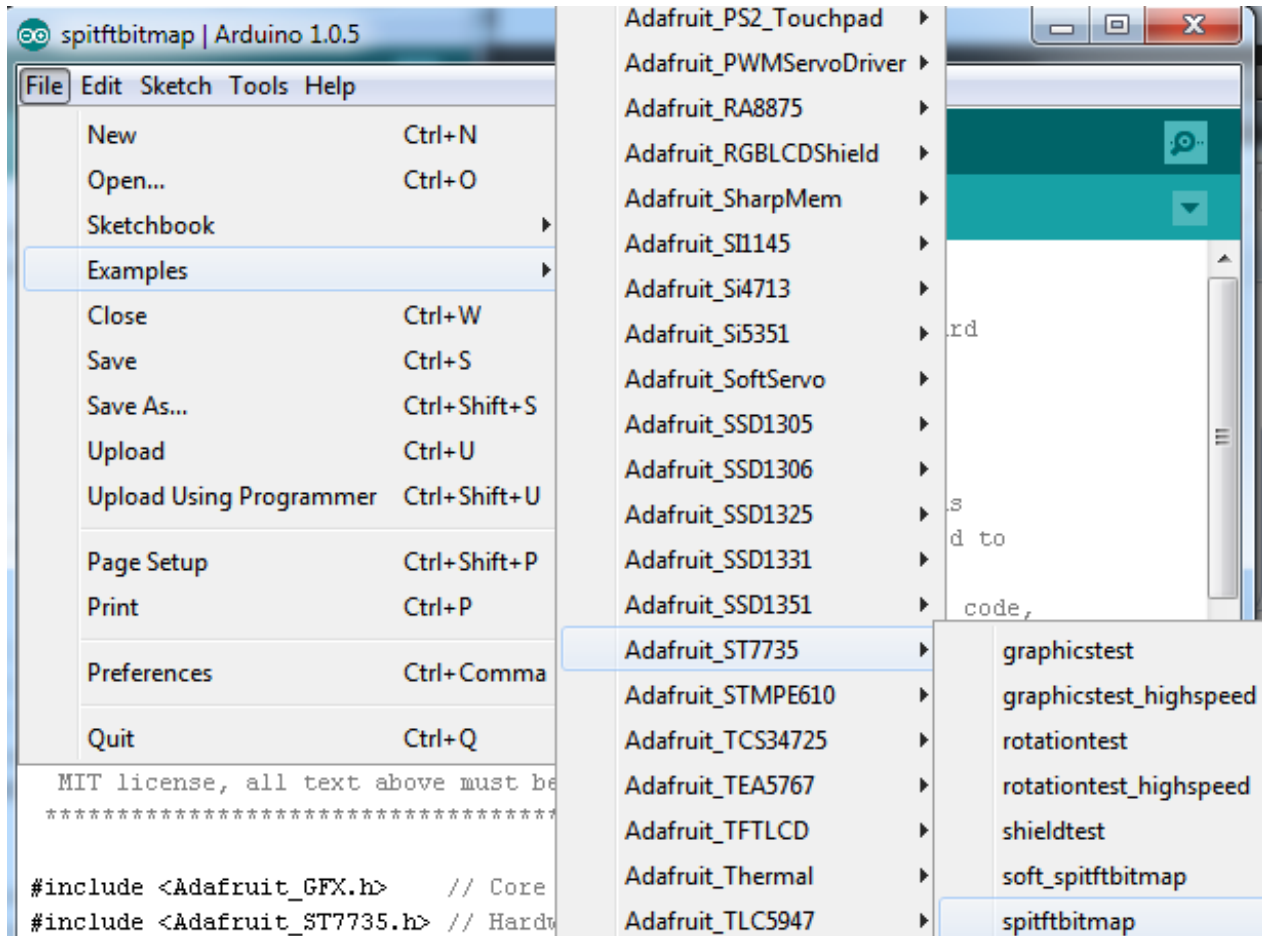 spitftbitmap | Arduino 1.0.5
File Edit Sketch Tools Help
New Ctrl+N
Open... Ctrl+O
Sketchbook
Examples
Close Ctrl+W
Save Ctrl+S
Save As... Ctrl+Shift+S
Upload Ctrl+U
Upload Using Programmer Ctrl+Shift+U
Page Setup Ctrl+Shift+P
Print Ctrl+P
Preferences Ctrl+Comma
Quit Ctrl+Q
Adafruit_PS2_Touchpad
Adafruit_PWMServoDriver
Adafruit_RA8875
Adafruit_RGBLCDShield
Adafruit_SharpMem
Adafruit_SI1145
Adafruit_Si4713
Adafruit_Si5351
Adafruit_SoftServo
Adafruit_SSD1305
Adafruit_SSD1306
Adafruit_SSD1325
Adafruit_SSD1331
Adafruit_SSD1351
Adafruit_ST7735
Adafruit_STMPE610
Adafruit_TCS34725
Adafruit_TEA5767
Adafruit_TFTLCD
Adafruit_Thermal
Adafruit_TLC5947
graphicstest
graphicstest_highspeed
rotationtest
rotationtest_highspeed
shieldtest
soft_spitftbitmap
spitftbitmap
rd
s
d to
code,
MIT license, all text above must be
************************************
#include <Adafruit_GFX.h> // Core
#include <Adafruit_ST7735.h> // Hardw